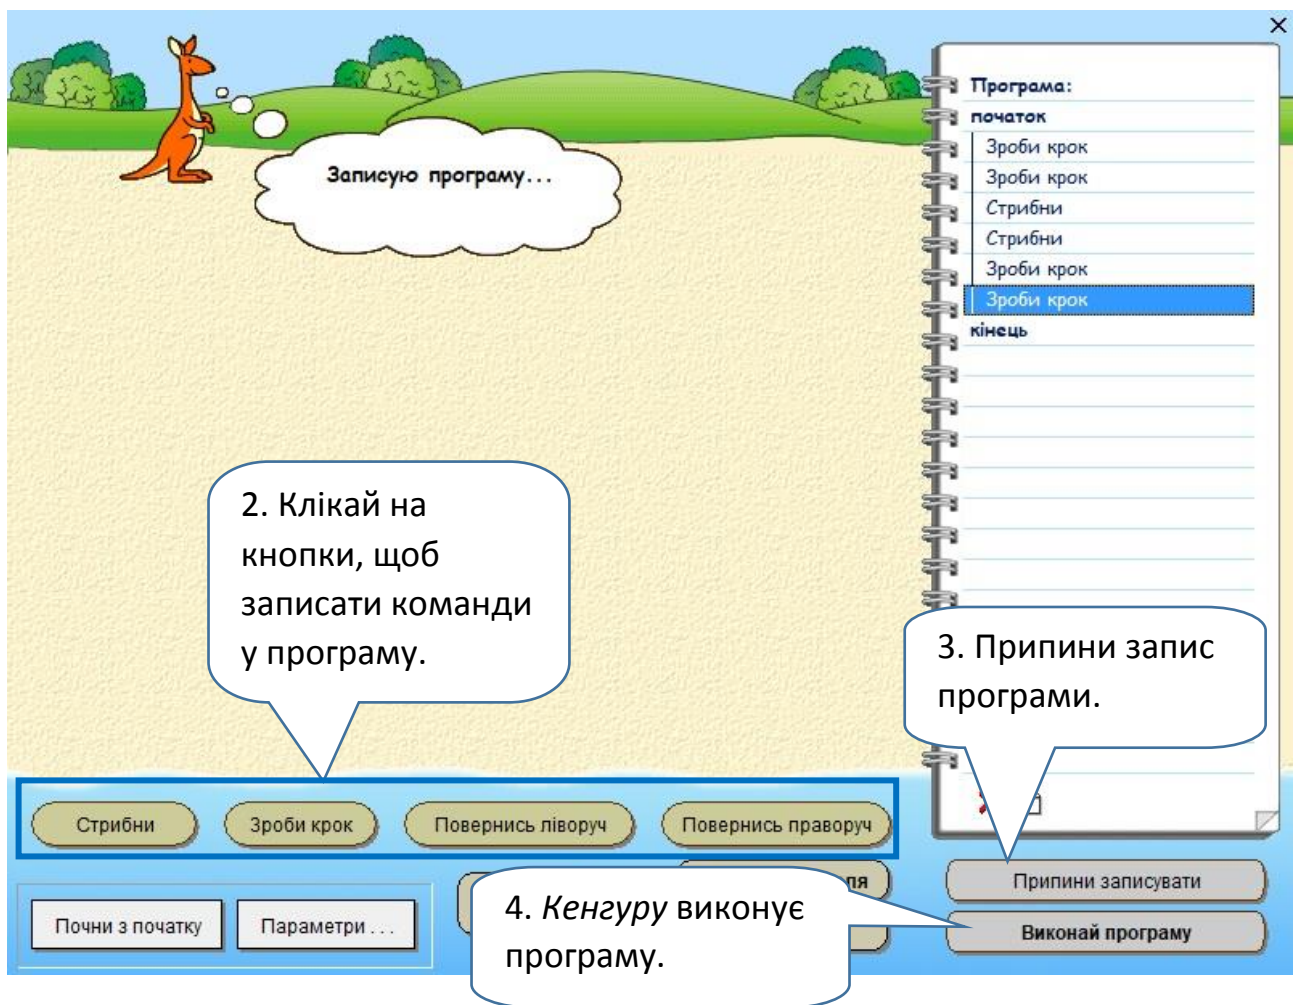 Програма:
початок
Зроби крок
Зроби крок
Стрибни
Стрибни
Зроби крок
Зроби крок
кінець
Записую програму...
2. Клікай на
кнопки, щоб
записати команди
у програму.
3. Припини запис
програми.
Стрибни
Зроби крок
Повернись ліворуч
Повернись праворуч
Припини записувати
Виконай програму
4. Кенгуру виконує
програму.
Почни з початку
Параметри . . .